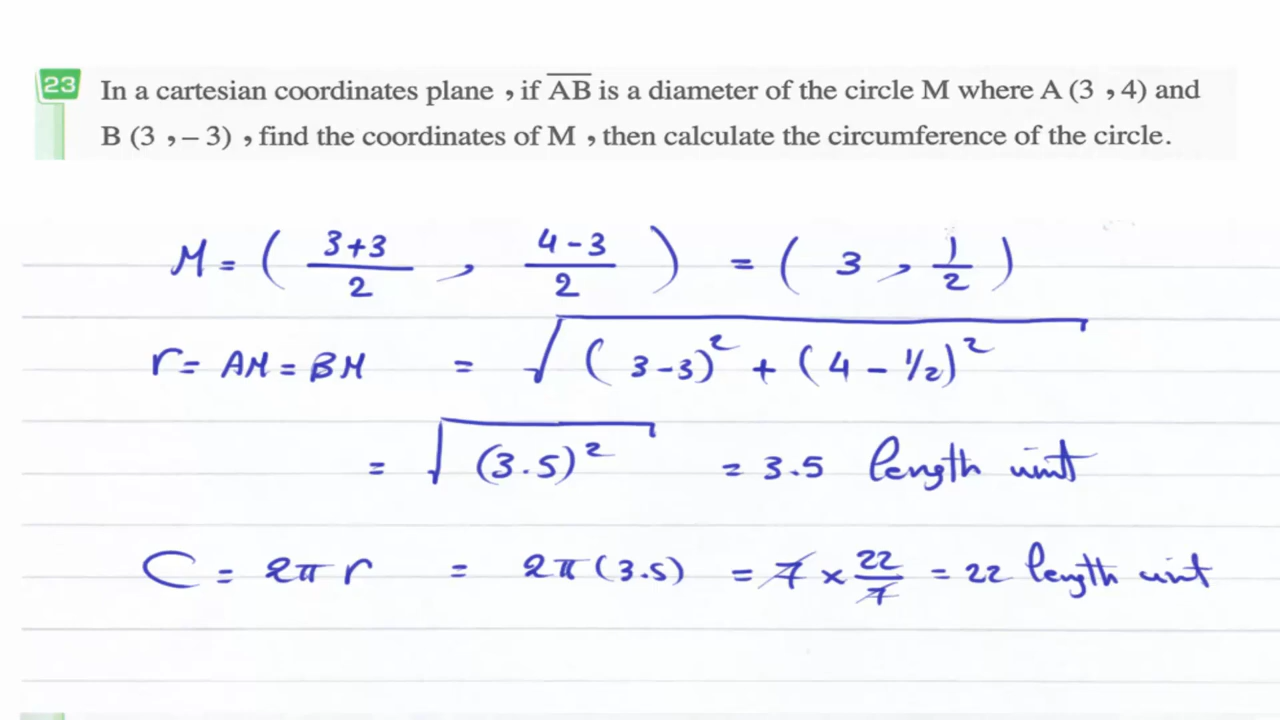 23 In a cartesian coordinates plane , if A̅B̅ is a diameter of the circle M where A (3 , 4) and
B (3 , – 3) , find the coordinates of M , then calculate the circumference of the circle.
M = ( (3+3)/2 , (4-3)/2 ) = ( 3 , 1/2 )
r = AM = BM = √( (3-3)² + (4 - 1/2)² )
= √( (3.5)² ) = 3.5 length unit
C = 2πr = 2π(3.5) = 7 × 22/7 = 22 length unit